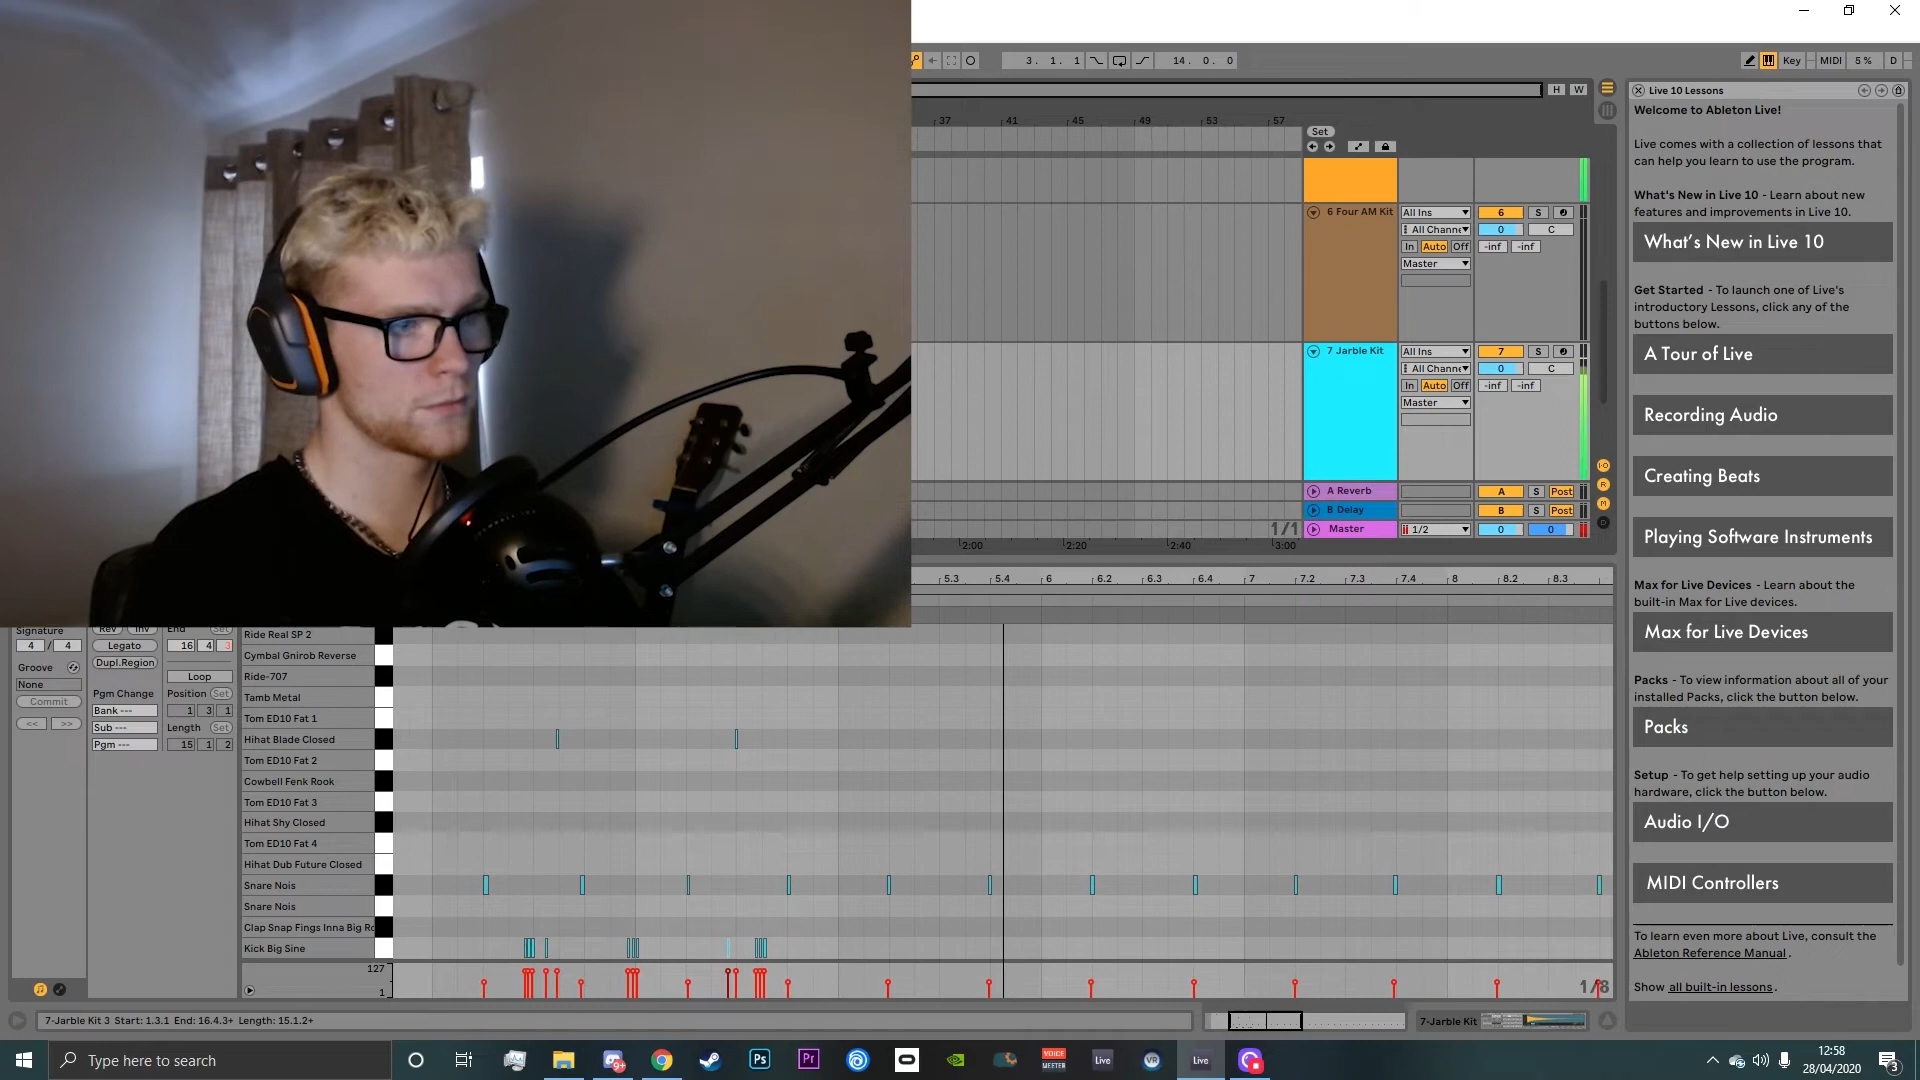 3. 1. 1
14. 0. 0
Key
MIDI
5 %
D
H
W
37
41
45
49
53
57
Set
6 Four AM Kit
All Ins
6
S
All Channe
0
C
In
Auto
Off
-inf
-inf
Master
7 Jarble Kit
All Ins
7
S
All Channe
0
C
In
Auto
Off
-inf
-inf
Master
A Reverb
A
S
Post
B Delay
B
S
Post
1/1
Master
1/2
0
0
2:00
2:20
2:40
3:00
Live 10 Lessons
Welcome to Ableton Live!
Live comes with a collection of lessons that
can help you learn to use the program.
What's New in Live 10 - Learn about new
features and improvements in Live 10.
What's New in Live 10
Get Started - To launch one of Live's
introductory Lessons, click any of the
buttons below.
A Tour of Live
Recording Audio
Creating Beats
Playing Software Instruments
Max for Live Devices - Learn about the
built-in Max for Live devices.
Max for Live Devices
Packs - To view information about all of your
installed Packs, click the button below.
Packs
Setup - To get help setting up your audio
hardware, click the button below.
Audio I/O
MIDI Controllers
To learn even more about Live, consult the
Ableton Reference Manual.
Show all built-in lessons.
5.3
5.4
6
6.2
6.3
6.4
7
7.2
7.3
7.4
8
8.2
8.3
Signature
4 / 4
Groove
None
Commit
<<
>>
Rev
Inv
Legato
Dupl.Region
Pgm Change
Bank ---
Sub ---
Pgm ---
End
Set
16 4 3
Loop
Position Set
1 3 1
Length Set
15 1 2
Ride Real SP 2
Cymbal Gnirob Reverse
Ride-707
Tamb Metal
Tom ED10 Fat 1
Hihat Blade Closed
Tom ED10 Fat 2
Cowbell Fenk Rook
Tom ED10 Fat 3
Hihat Shy Closed
Tom ED10 Fat 4
Hihat Dub Future Closed
Snare Nois
Snare Nois
Clap Snap Fings Inna Big Ro
Kick Big Sine
127
1
1/8
7-Jarble Kit 3 Start: 1.3.1 End: 16.4.3+ Length: 15.1.2+
7-Jarble Kit
Type here to search
9+
Ps
Pr
VOICE
MEETER
Live
VR
Live
12:58
28/04/2020
3